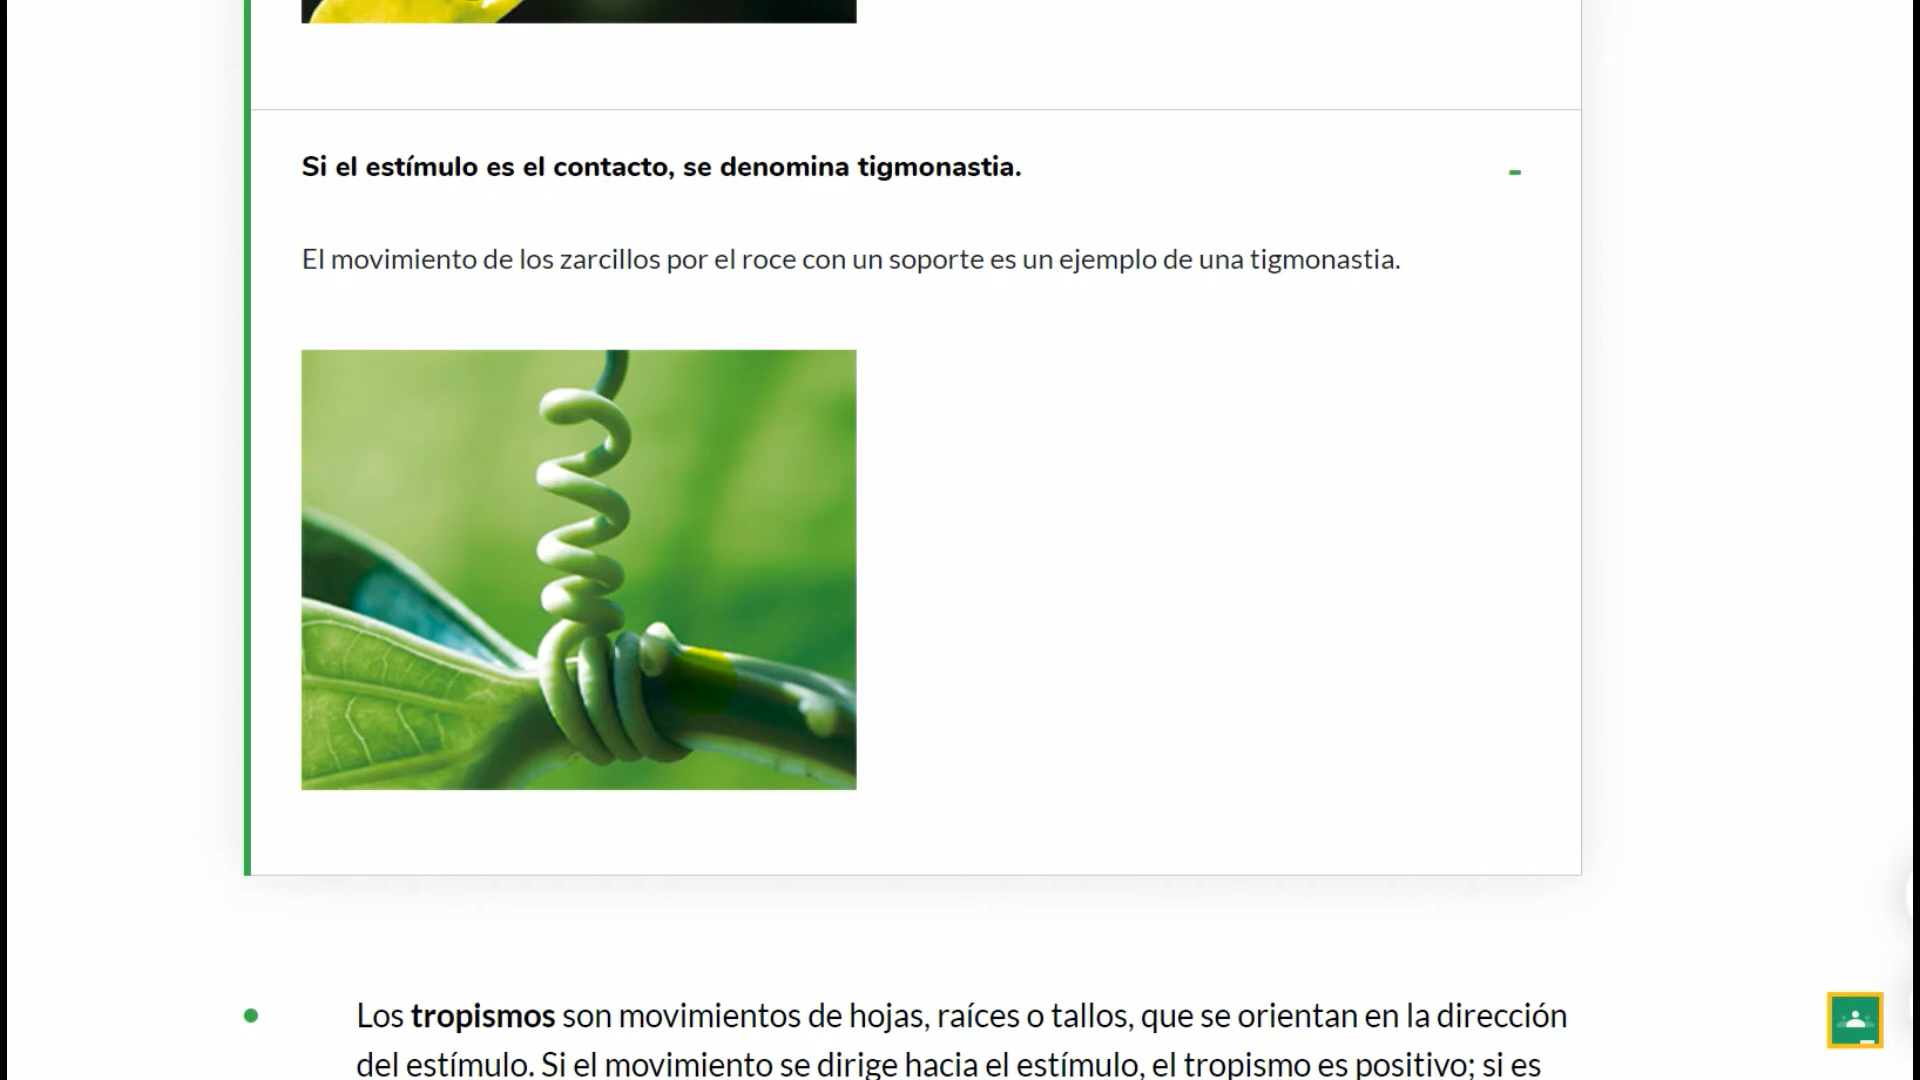 Si el estímulo es el contacto, se denomina tigmonastia.
El movimiento de los zarcillos por el roce con un soporte es un ejemplo de una tigmonastia.
Los tropismos son movimientos de hojas, raíces o tallos, que se orientan en la dirección
del estímulo. Si el movimiento se dirige hacia el estímulo, el tropismo es positivo; si es